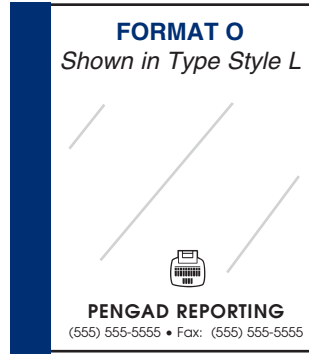 FORMAT O
Shown in Type Style L
PENGAD REPORTING
(555) 555-5555 • Fax: (555) 555-5555